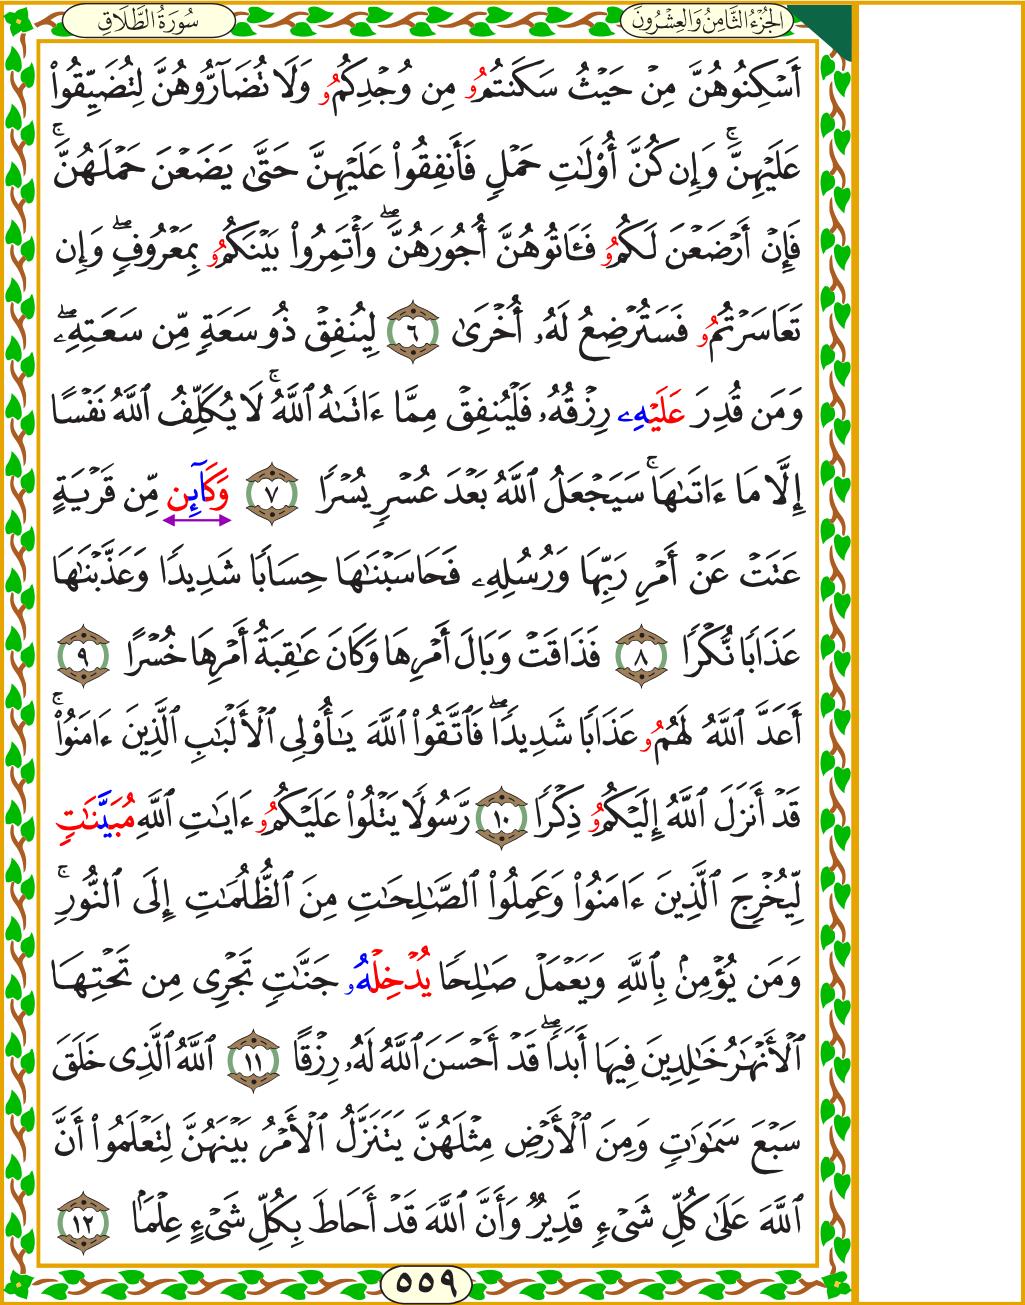 الجُزْءُ الثَّامِنُ وَالعِشْرُونَ
سُورَةُ الطَّلَاقِ
أَسْكِنُوهُنَّ مِنْ حَيْثُ سَكَنتُمُۥ مِن وُجْدِكُمُۥ وَلَا تُضَآرُّوهُنَّ لِتُضَيِّقُوا۟
عَلَيْهِنَّ ۚ وَإِن كُنَّ أُو۟لَٰتِ حَمْلٍ فَأَنفِقُوا۟ عَلَيْهِنَّ حَتَّىٰ يَضَعْنَ حَمْلَهُنَّ ۚ
فَإِنْ أَرْضَعْنَ لَكُمُۥ فَـَٔاتُوهُنَّ أُجُورَهُنَّ ۖ وَأْتَمِرُوا۟ بَيْنَكُمُۥ بِمَعْرُوفٍ ۖ وَإِن
تَعَاسَرْتُمُۥ فَسَتُرْضِعُ لَهُۥ أُخْرَىٰ ٦ لِيُنفِقْ ذُو سَعَةٍ مِّن سَعَتِهِۦ ۖ
وَمَن قُدِرَ عَلَيْهِۦ رِزْقُهُۥ فَلْيُنفِقْ مِمَّا ءَاتَىٰهُ ٱللَّهُ ۚ لَا يُكَلِّفُ ٱللَّهُ نَفْسًا
إِلَّا مَا ءَاتَىٰهَا ۚ سَيَجْعَلُ ٱللَّهُ بَعْدَ عُسْرٍ يُسْرًا ٧ وَكَآئِن مِّن قَرْيَةٍ
عَتَتْ عَنْ أَمْرِ رَبِّهَا وَرُسُلِهِۦ فَحَاسَبْنَٰهَا حِسَابًا شَدِيدًا وَعَذَّبْنَٰهَا
عَذَابًا نُّكْرًا ٨ فَذَاقَتْ وَبَالَ أَمْرِهَا وَكَانَ عَٰقِبَةُ أَمْرِهَا خُسْرًا ٩
أَعَدَّ ٱللَّهُ لَهُمُۥ عَذَابًا شَدِيدًا ۖ فَٱتَّقُوا۟ ٱللَّهَ يَٰٓأُو۟لِى ٱلْأَلْبَٰبِ ٱلَّذِينَ ءَامَنُوا۟ ۚ
قَدْ أَنزَلَ ٱللَّهُ إِلَيْكُمُۥ ذِكْرًا ١٠ رَّسُولًا يَتْلُوا۟ عَلَيْكُمُۥ ءَايَٰتِ ٱللَّهِ مُبَيَّنَٰتٍ
لِّيُخْرِجَ ٱلَّذِينَ ءَامَنُوا۟ وَعَمِلُوا۟ ٱلصَّٰلِحَٰتِ مِنَ ٱلظُّلُمَٰتِ إِلَى ٱلنُّورِ ۚ
وَمَن يُؤْمِنۢ بِٱللَّهِ وَيَعْمَلْ صَٰلِحًا يُدْخِلْهُۥ جَنَّٰتٍ تَجْرِى مِن تَحْتِهَا
ٱلْأَنْهَٰرُ خَٰلِدِينَ فِيهَا أَبَدًا ۖ قَدْ أَحْسَنَ ٱللَّهُ لَهُۥ رِزْقًا ١١ ٱللَّهُ ٱلَّذِى خَلَقَ
سَبْعَ سَمَٰوَٰتٍ وَمِنَ ٱلْأَرْضِ مِثْلَهُنَّ يَتَنَزَّلُ ٱلْأَمْرُ بَيْنَهُنَّ لِتَعْلَمُوا۟ أَنَّ
ٱللَّهَ عَلَىٰ كُلِّ شَىْءٍ قَدِيرٌ وَأَنَّ ٱللَّهَ قَدْ أَحَاطَ بِكُلِّ شَىْءٍ عِلْمًۢا ١٢
٥٥٩